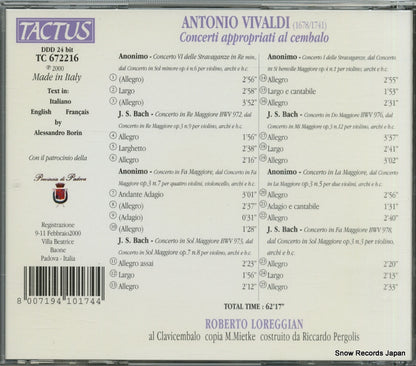 TACTUS
DDD 24 bit
TC 672216
℗ 2000
Made in Italy
Text in:
Italiano
English Français
by
Alessandro Borin
Con il patrocinio della
Provincia di Padova
Registrazione
9-11 Febbraio2000
Villa Beatrice
Baone
Padova - Italia
8 007194 101744
ANTONIO VIVALDI (1678/1741)
Concerti appropriati al cembalo
Anonimo - Concerto VI delle Stravaganze in Re min,
dal Concerto in Sol minore op 4 n.6 per violino, archi e b.c.
1 (Allegro) 2'56"
2 Largo 2'58"
3 (Allegro) 3'52"
J. S. Bach - Concerto in Re Maggiore BWV 972,
dal Concerto in Re Maggiore op.3 n.9 per violino, archi e b.c.
4 Allegro 1'56"
5 Larghetto 2'38"
6 Allegro 2'16"
Anonimo - Concerto in Fa Maggiore, dal Concerto in Fa
Maggiore op.3 n.7 per quattro violini, violoncello, archi e b.c.
7 Andante Adagio 3'01"
8 (Allegro) 2'37"
9 (Adagio) 0'31"
10 (Allegro) 1'28"
J. S. Bach - Concerto in Sol Maggiore BWV 973, dal
Concerto in Sol Maggiore op.7 n.8 per violino, archi e b.c.
11 Allegro assai 2'23"
12 Largo 1'56"
13 Allegro 2'12"
Anonimo - Concerto I delle Stravaganze, dal Concerto
in Si bemolle Maggiore op.4 n.1 per violino, archi e b.c.
14 Allegro 2'55"
15 Largo e cantabile 1'53"
16 Allegro 2'31"
J. S. Bach - Concerto in Do Maggiore BWV 976, dal
Concerto in Mi Maggiore op.3 n.12 per violino, archi e b.c.
17 Allegro 3'37"
18 Largo 2'41"
19 Allegro 3'02"
Anonimo - Concerto in La Maggiore, dal Concerto
in La Maggiore op.3 n.5 per due violini, archi e b.c.
20 Allegro 2'56"
21 Adagio e cantabile 1'31"
22 Allegro 2'40"
J. S. Bach - Concerto in Fa Maggiore BWV 978,
dal Concerto in Sol Maggiore op.3 n.3 per violino,
archi e b.c.
23 Allegro 2'20"
24 Largo 2'13"
25 Allegro 2'33"
TOTAL TIME : 62'17"
ROBERTO LOREGGIAN
al Clavicembalo copia M.Mietke costruito da Riccardo Pergolis
Snow Records Japan
www.snowrecords.jp